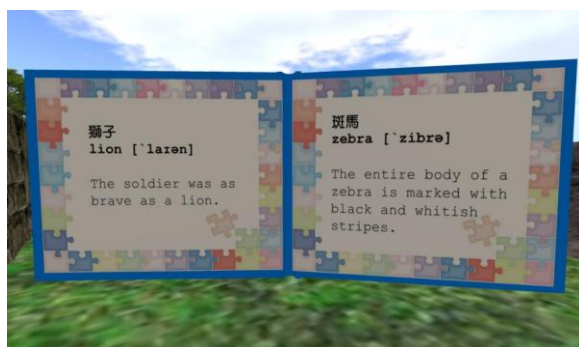 獅子
lion [ˋlaɪən]
The soldier was as
brave as a lion.
斑馬
zebra [ˋzibrə]
The entire body of a
zebra is marked with
black and whitish
stripes.